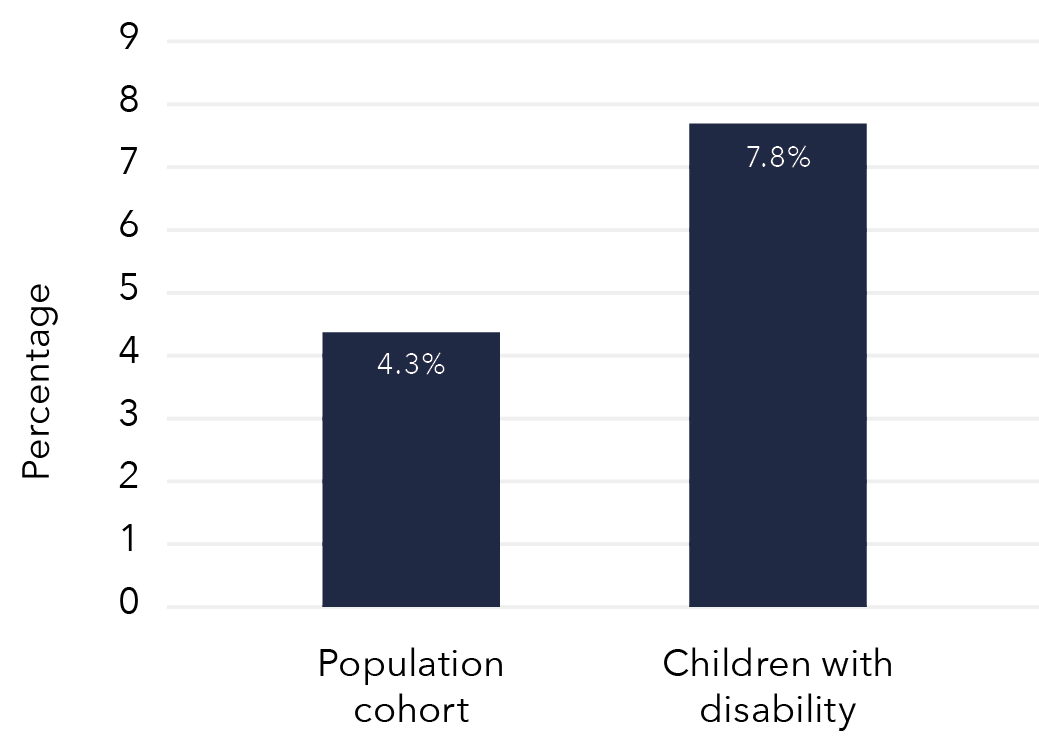 9
8
7
6
5
4
3
2
1
0
Percentage
4.3%
7.8%
Population
cohort
Children with
disability